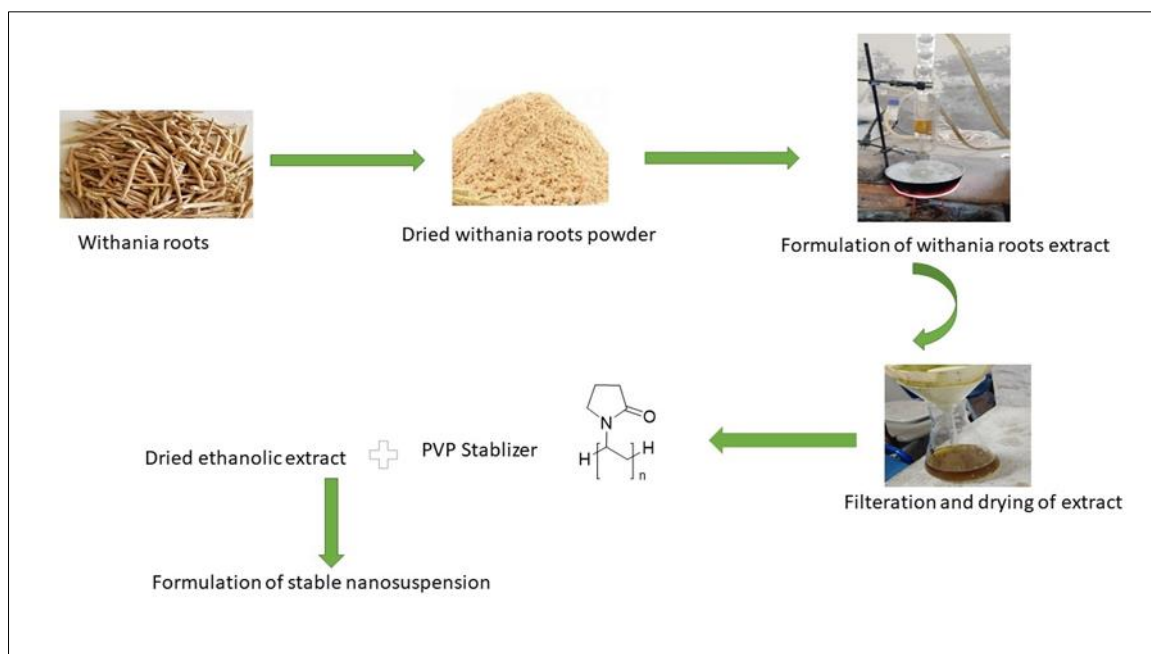 Withania roots
Dried withania roots powder
Formulation of withania roots extract
Filteration and drying of extract
Dried ethanolic extract
PVP Stablizer
N
O
H
H
n
Formulation of stable nanosuspension